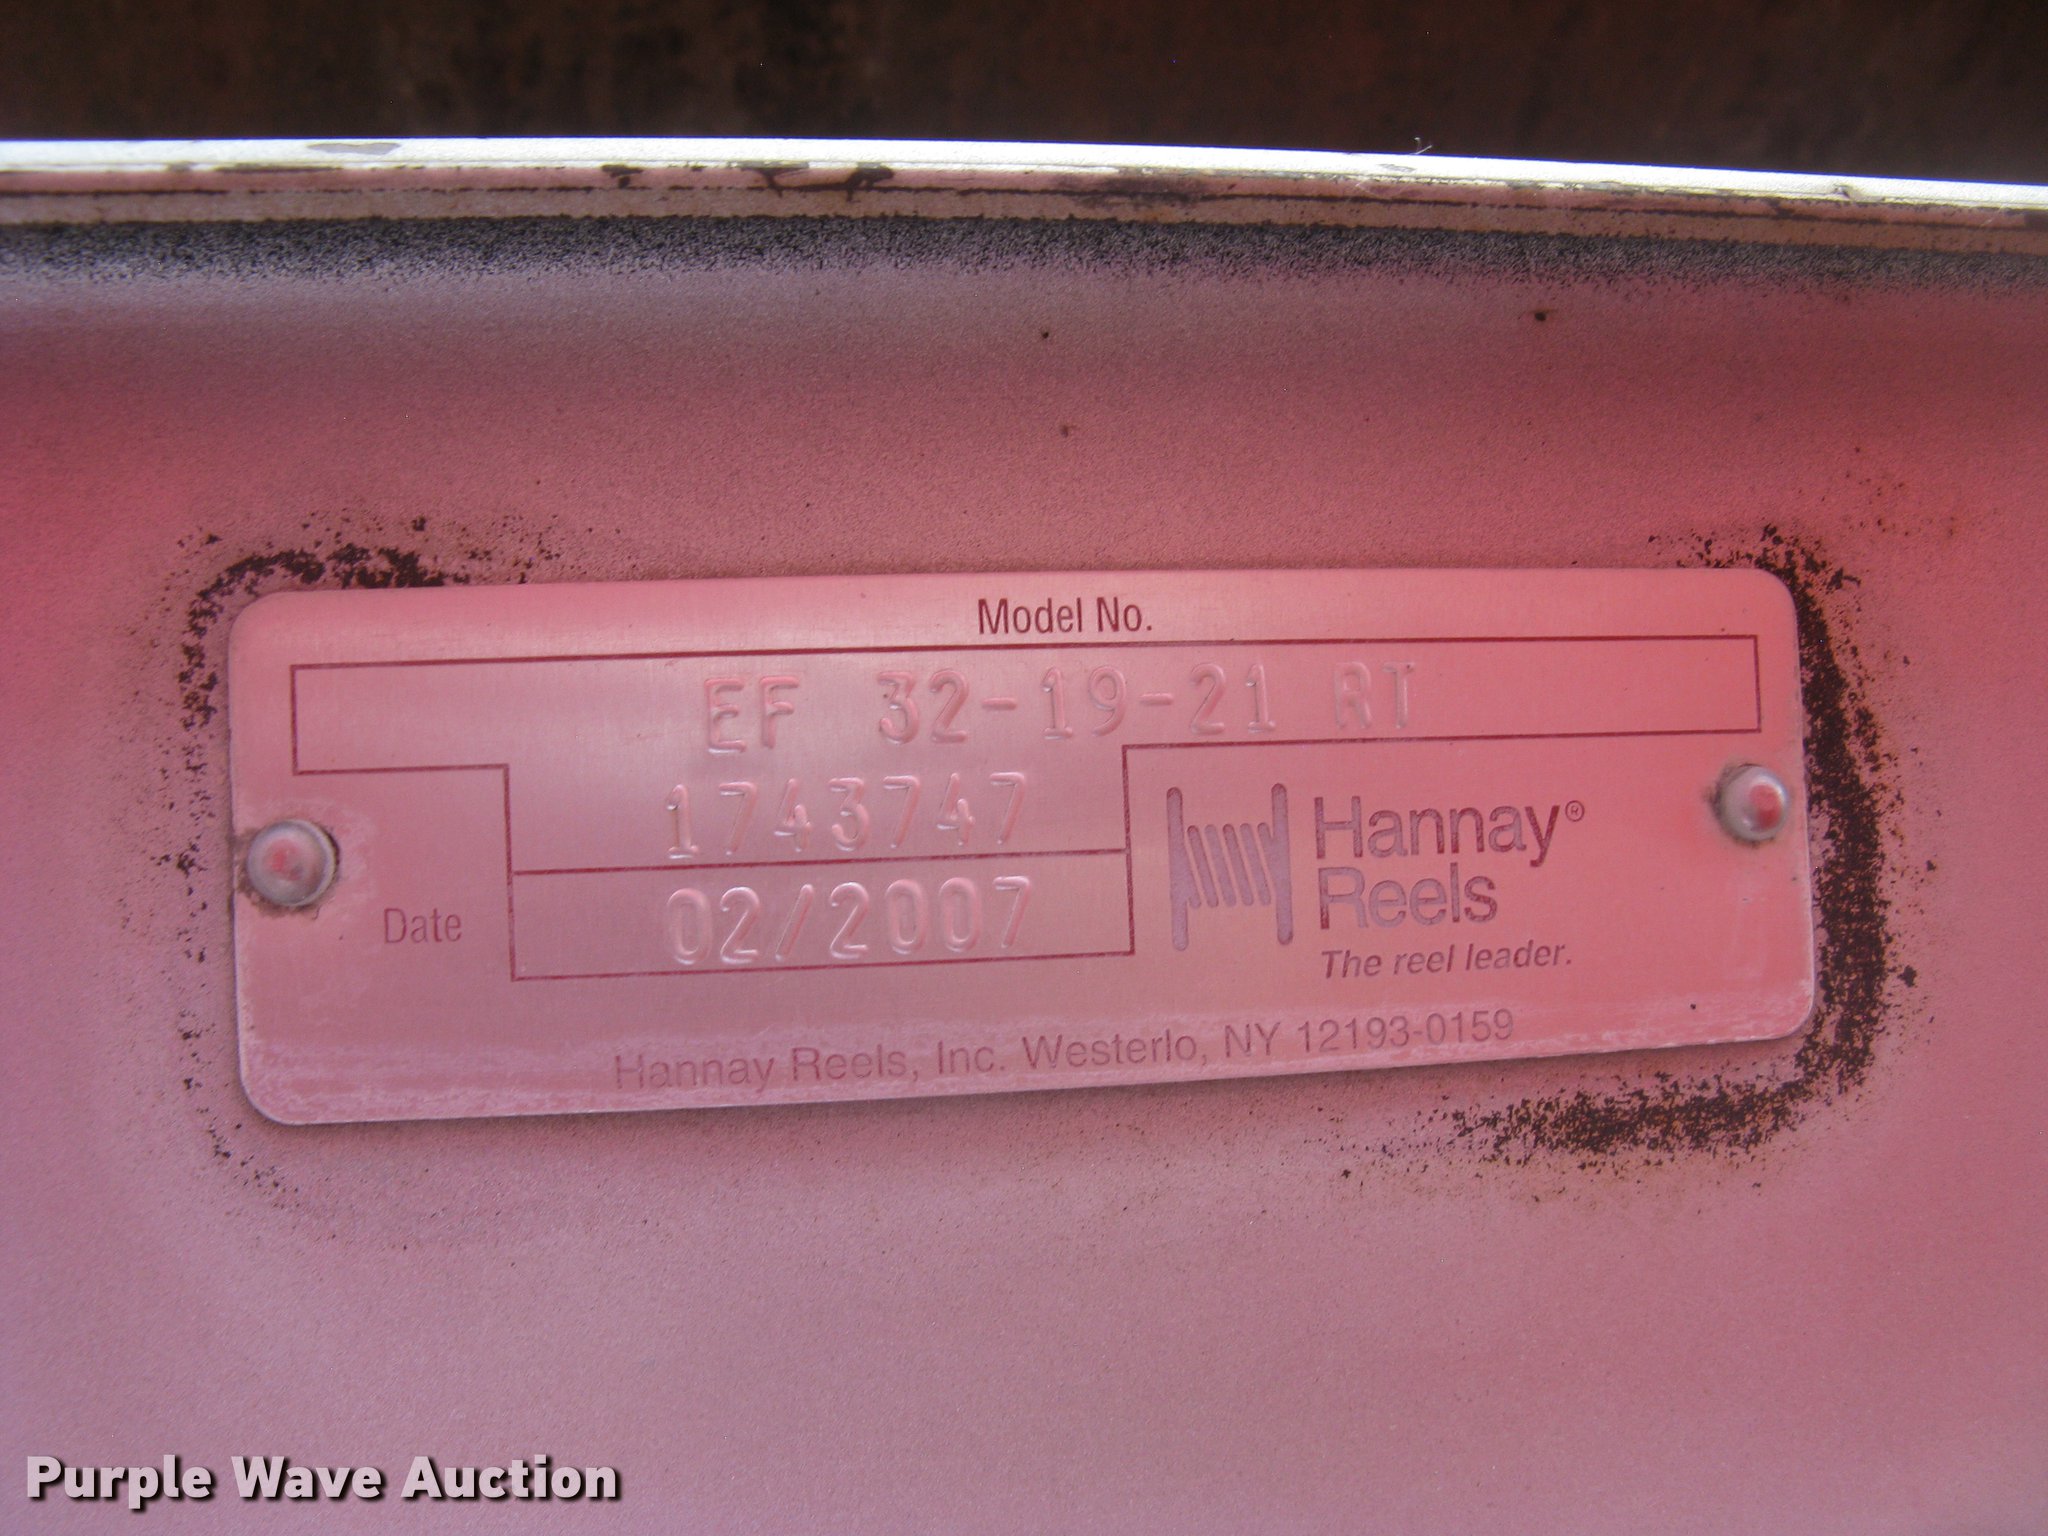 Model No.
EF 32-19-21 RT
1743747
Date 02/2007
Hannay®
Reels
The reel leader.
Hannay Reels, Inc. Westerlo, NY 12193-0159
Purple Wave Auction